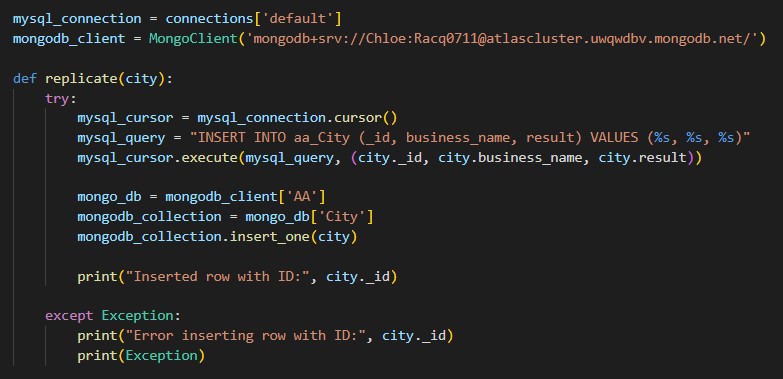 mysql_connection = connections['default']
mongodb_client = MongoClient('mongodb+srv://Chloe:Racq0711@atlascluster.uwqwdbv.mongodb.net/')
def replicate(city):
try:
mysql_cursor = mysql_connection.cursor()
mysql_query = "INSERT INTO aa_City (_id, business_name, result) VALUES (%s, %s, %s)"
mysql_cursor.execute(mysql_query, (city._id, city.business_name, city.result))
mongo_db = mongodb_client['AA']
mongodb_collection = mongo_db['City']
mongodb_collection.insert_one(city)
print("Inserted row with ID:", city._id)
except Exception:
print("Error inserting row with ID:", city._id)
print(Exception)